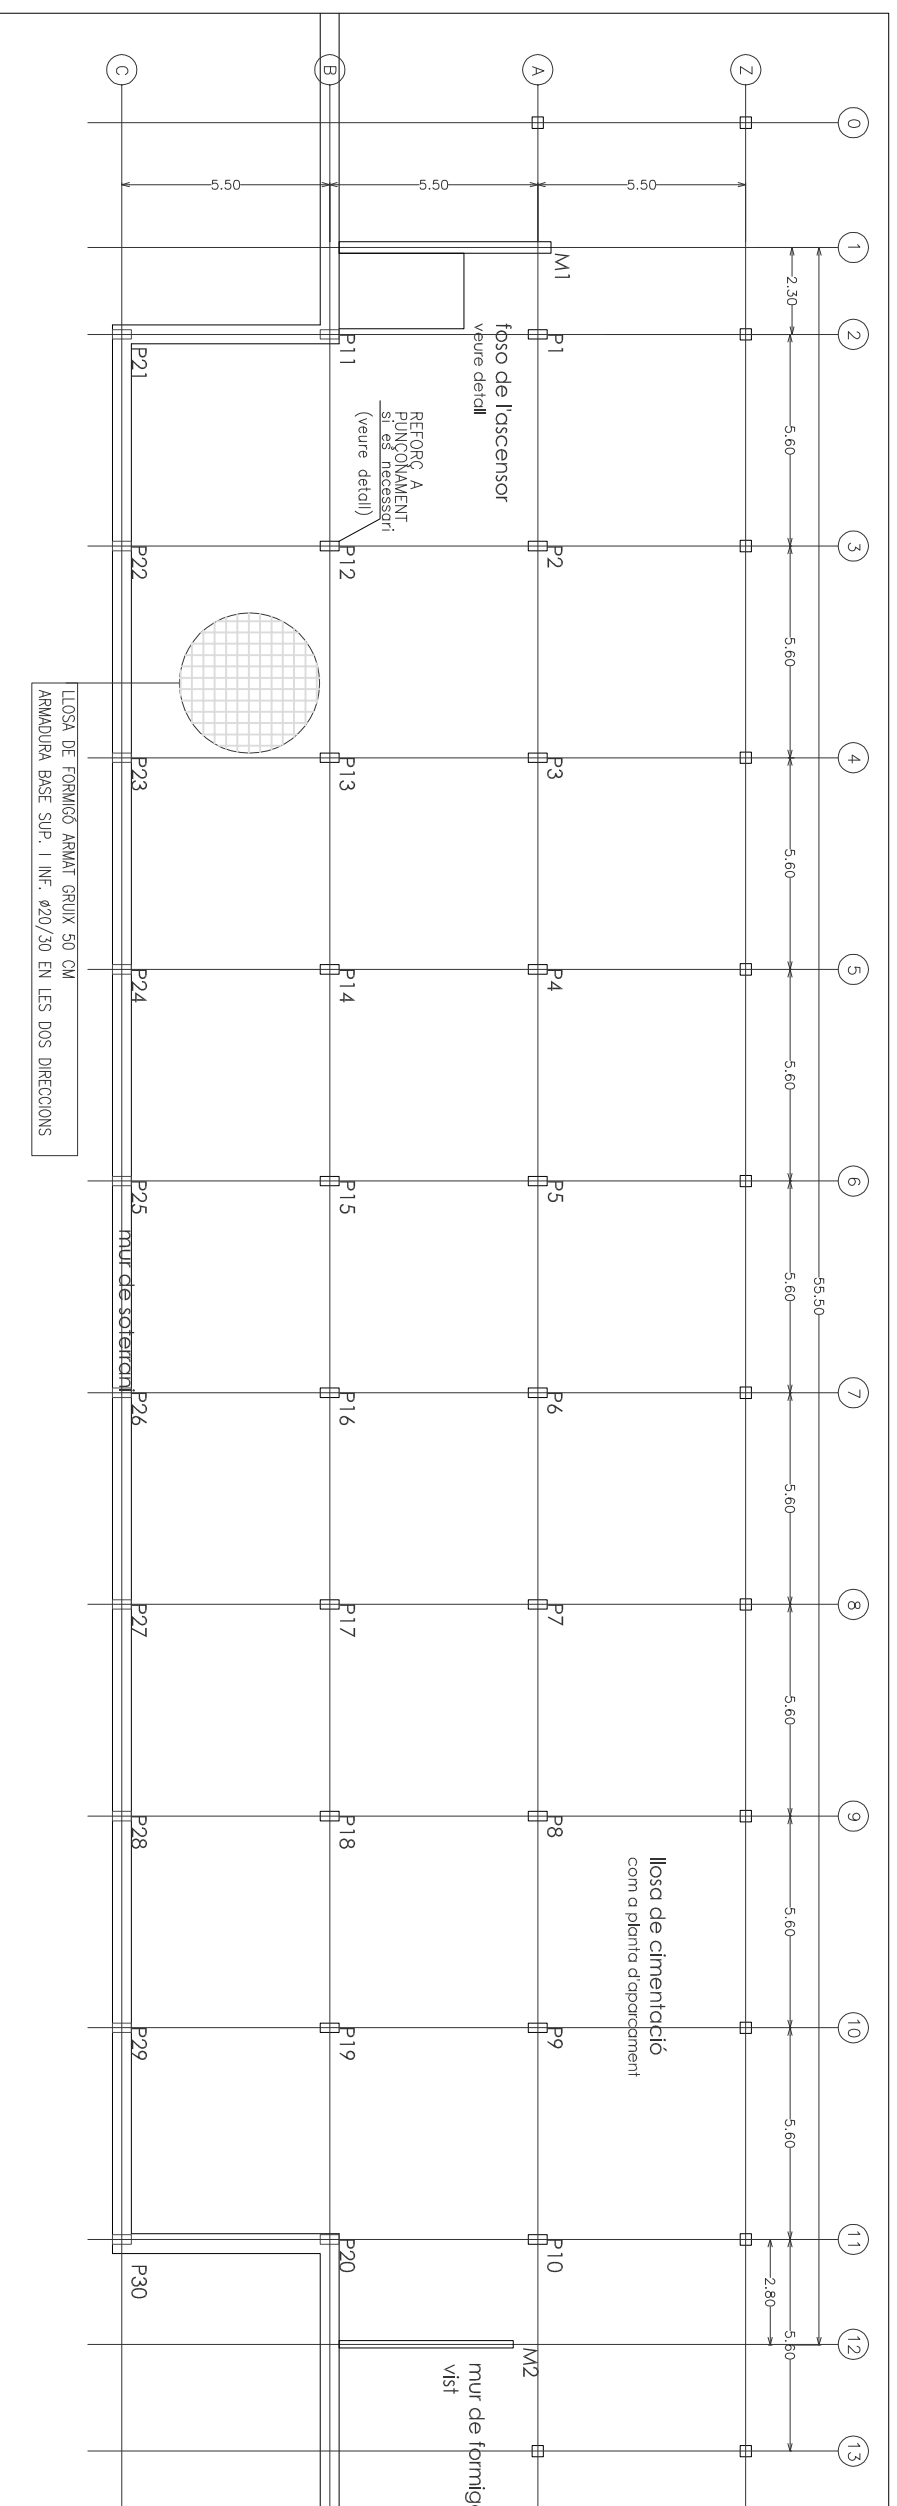 C
B
A
Z
0
1
2
3
4
5
6
7
8
9
10
11
12
13
5.50
5.50
5.50
2.30
5.60
5.60
5.60
5.60
5.60
5.60
5.60
5.60
5.60
5.60
2.80
55.50
M1
P1
P2
P3
P4
P5
P6
P7
P8
P9
P10
M2
P11
P12
P13
P14
P15
P16
P17
P18
P19
P20
P21
P22
P23
P24
P25
P26
P27
P28
P29
P30
foso de l'ascensor
veure detall
REFORÇ A
PUNÇONAMENT
si es necessari
(veure detall)
LLOSA DE FORMIGÓ ARMAT GRUIX 50 CM
ARMADURA BASE SUP. I INF. ø20/30 EN LES DOS DIRECCIONS
mur de soterrani
llosa de cimentació
com a planta d'aparcament
mur de formigó
vist